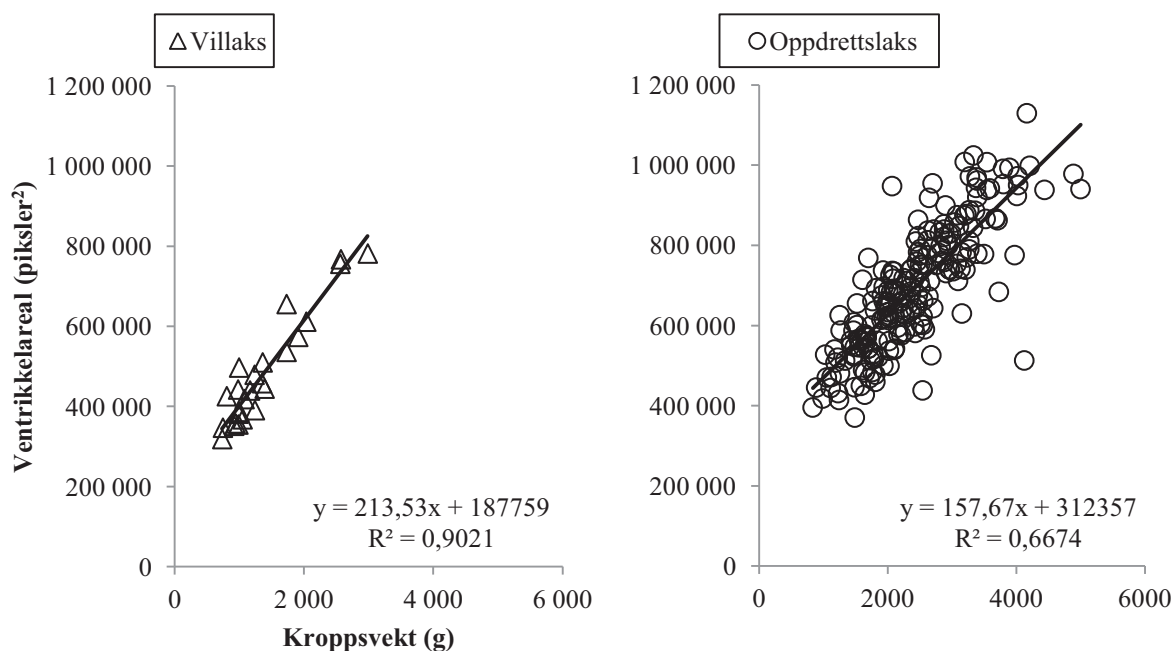 Villaks
1 200 000
1 000 000
800 000
600 000
400 000
200 000
0
0
2 000
4 000
6 000
Ventrikkelareal (piksler²)
Kroppsvekt (g)
y = 213,53x + 187759
R² = 0,9021
Oppdrettslaks
1 200 000
1 000 000
800 000
600 000
400 000
200 000
0
0
2000
4000
6000
y = 157,67x + 312357
R² = 0,6674